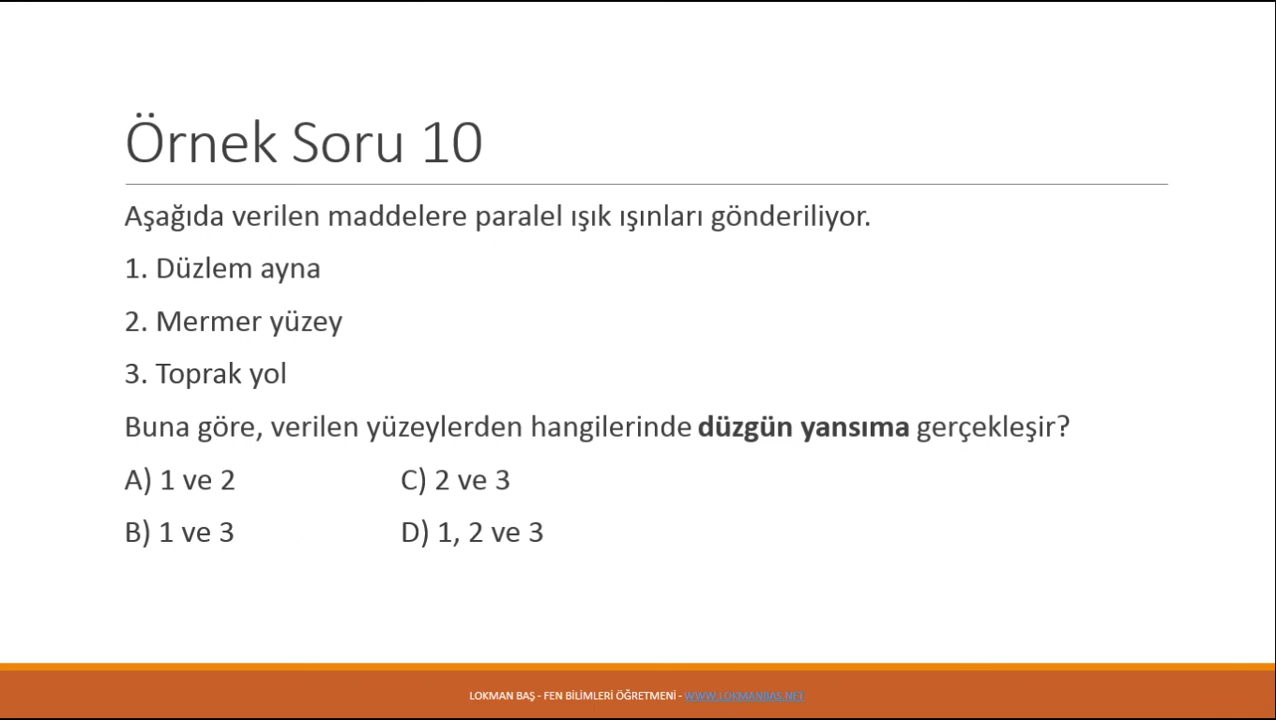 Örnek Soru 10
Aşağıda verilen maddelere paralel ışık ışınları gönderiliyor.
1. Düzlem ayna
2. Mermer yüzey
3. Toprak yol
Buna göre, verilen yüzeylerden hangilerinde düzgün yansıma gerçekleşir?
A) 1 ve 2 C) 2 ve 3
B) 1 ve 3 D) 1, 2 ve 3
LOKMAN BAŞ - FEN BİLİMLERİ ÖĞRETMENİ - WWW.LOKMANBAS.NET